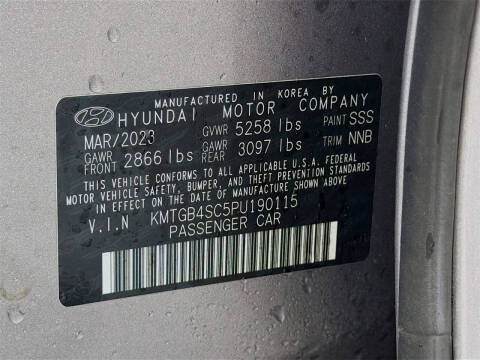 MANUFACTURED IN KOREA BY
HYUNDAI MOTOR COMPANY
MAR/2023 GVWR 5258 lbs PAINT SSS
GAWR FRONT 2866 lbs GAWR REAR 3097 lbs TRIM NNB
THIS VEHICLE CONFORMS TO ALL APPLICABLE U.S.A. FEDERAL
MOTOR VEHICLE SAFETY, BUMPER, AND THEFT PREVENTION STANDARDS
IN EFFECT ON THE DATE OF MANUFACTURE SHOWN ABOVE.
V.I.N KMTGB4SC5PU190115
PASSENGER CAR